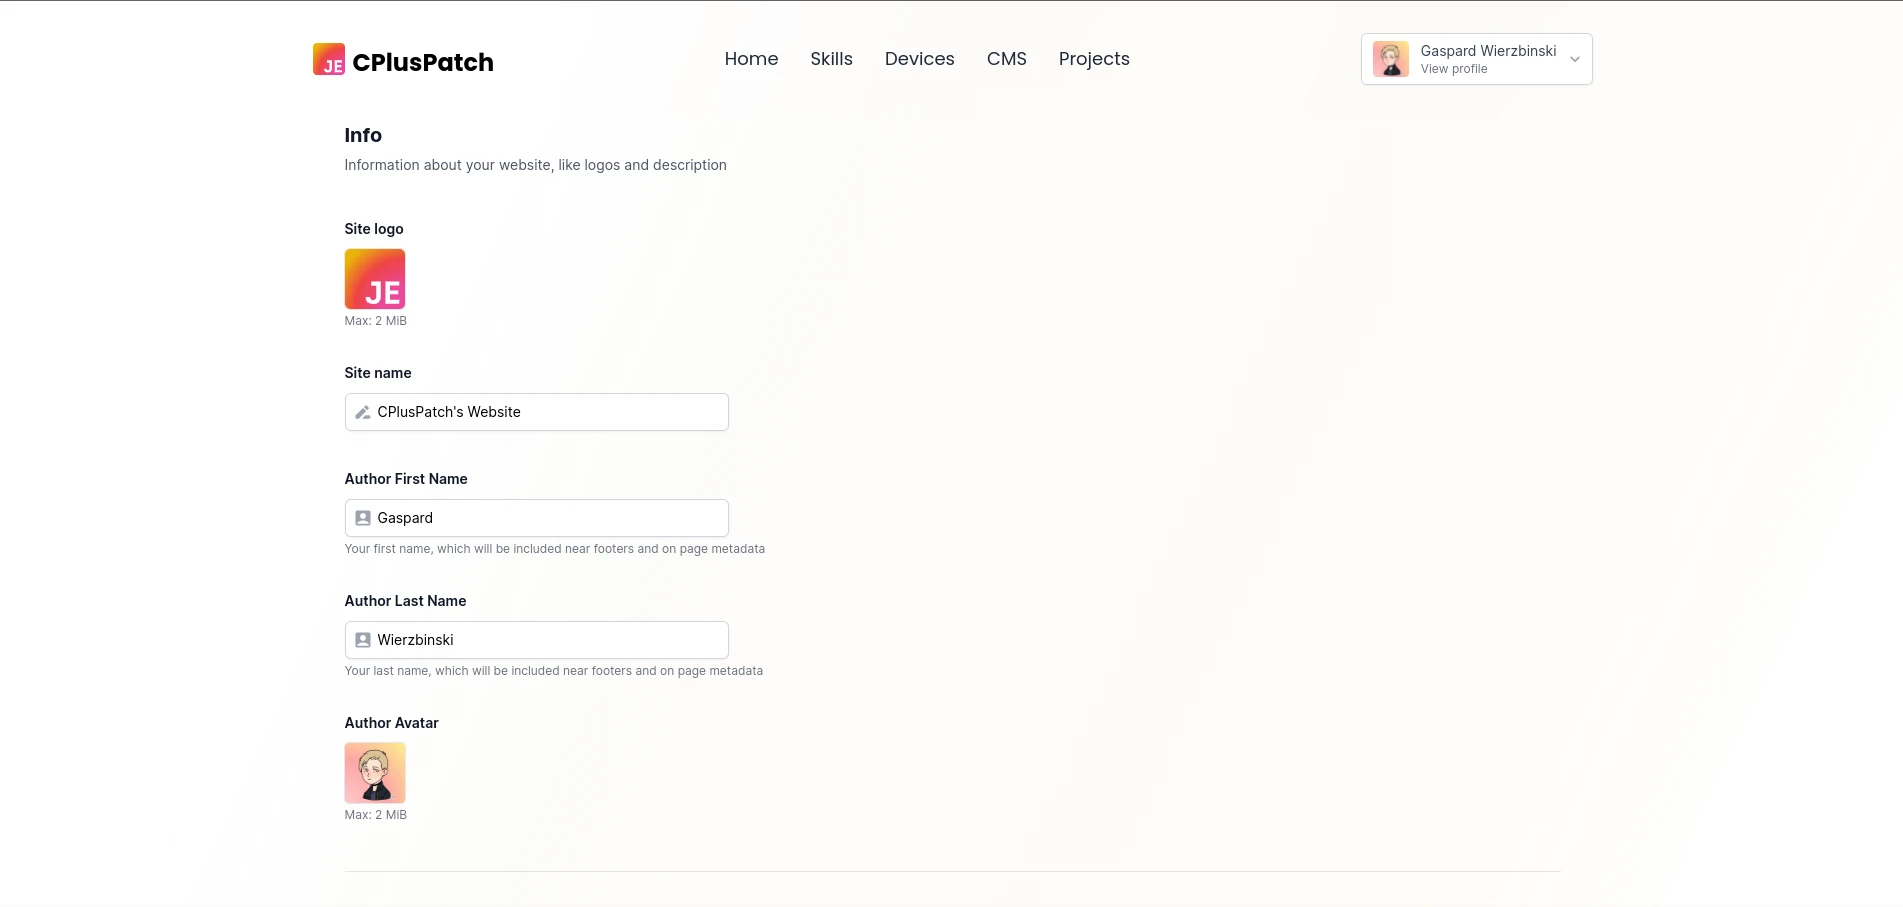 JE CPlusPatch
Home Skills Devices CMS Projects
Gaspard Wierzbinski
View profile
Info
Information about your website, like logos and description
Site logo
JE
Max: 2 MiB
Site name
CPlusPatch's Website
Author First Name
Gaspard
Your first name, which will be included near footers and on page metadata
Author Last Name
Wierzbinski
Your last name, which will be included near footers and on page metadata
Author Avatar
Max: 2 MiB